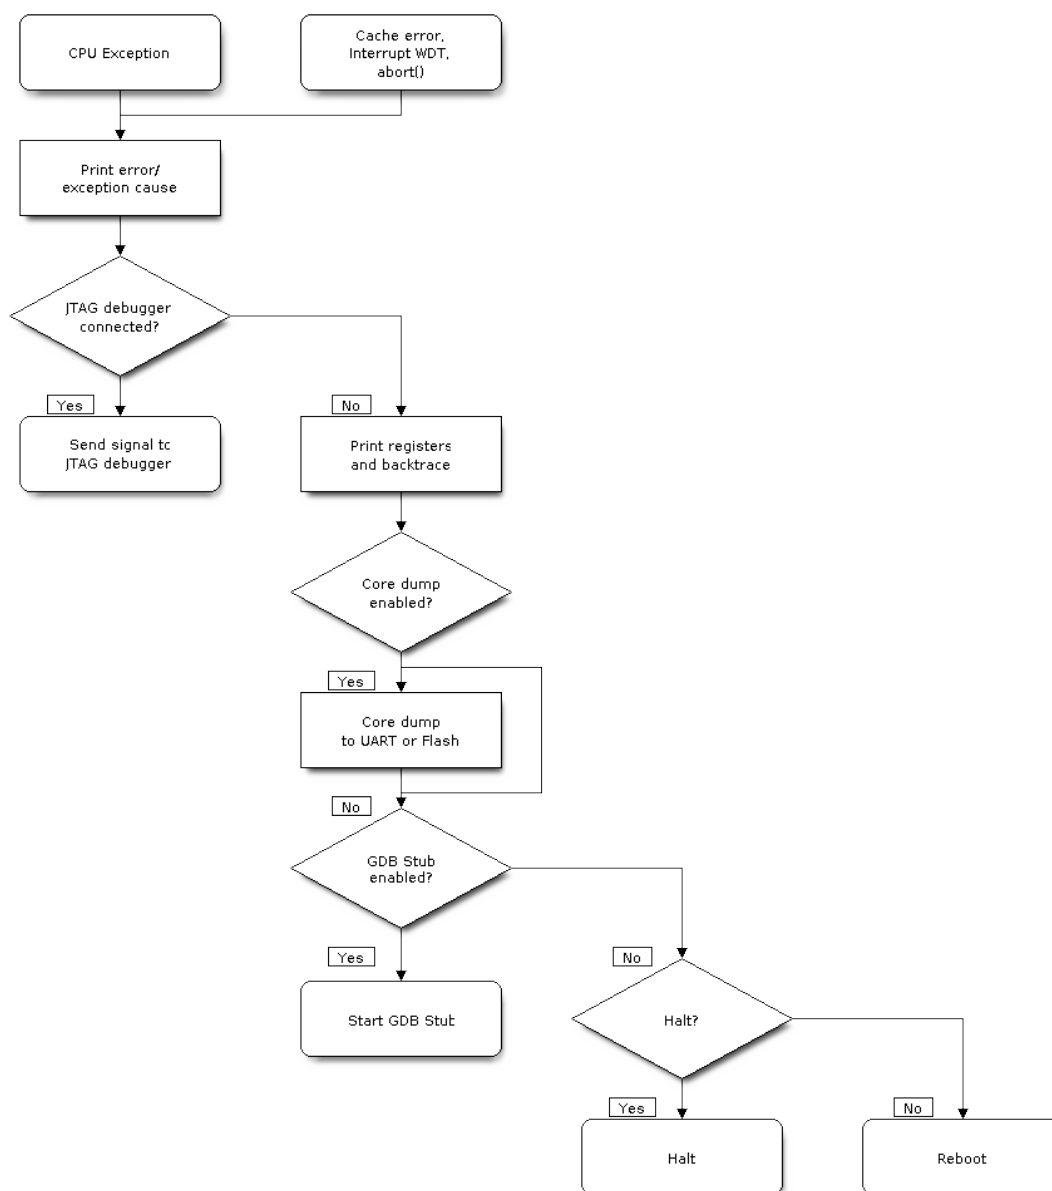 CPU Exception
Cache error,
Interrupt WDT,
abort()
Print error/
exception cause
JTAG debugger
connected?
Yes
No
Send signal to
JTAG debugger
Print registers
and backtrace
Core dump
enabled?
Yes
Core dump
to UART or Flash
No
GDB Stub
enabled?
Yes
No
Start GDB Stub
Halt?
Yes
No
Halt
Reboot